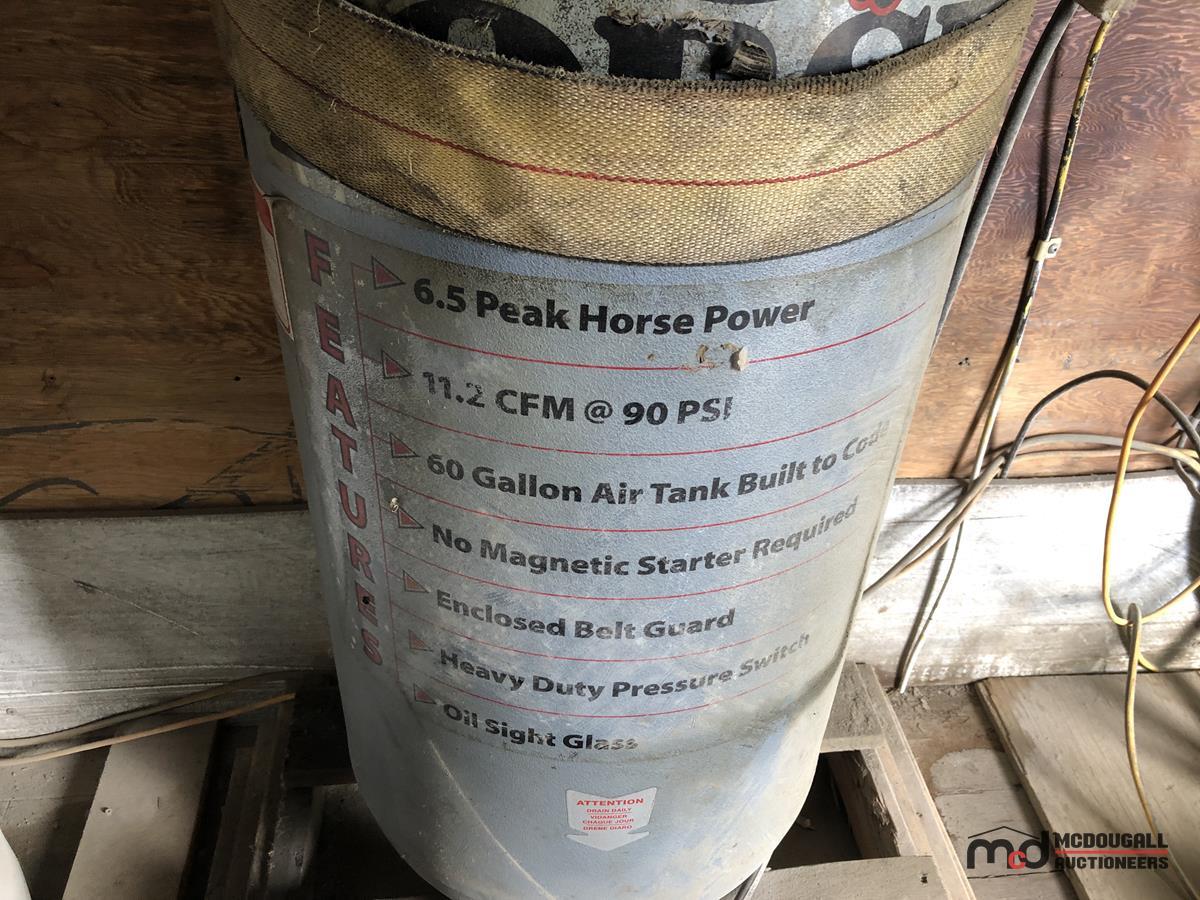 FEATURES
6.5 Peak Horse Power
11.2 CFM @ 90 PSI
60 Gallon Air Tank Built to Code
No Magnetic Starter Required
Enclosed Belt Guard
Heavy Duty Pressure Switch
Oil Sight Glass
ATTENTION
DRAIN DAILY
VIDANGER
CHAQUE JOUR
DRENE DIARO
mcd MCDOUGALL
AUCTIONEERS